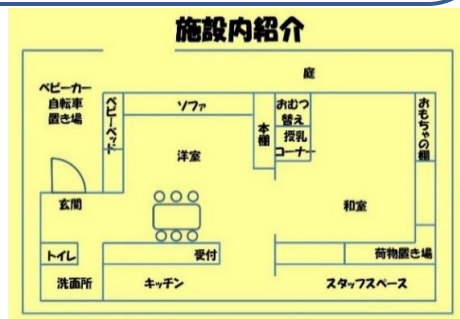 施設内紹介
庭
ベビーカー
自転車
置き場
ベビーベッド
ソファ
本棚
おむつ
替え
授乳
コーナー
おもちゃの棚
洋室
玄関
和室
トイレ
受付
荷物置き場
洗面所
キッチン
スタッフスペース